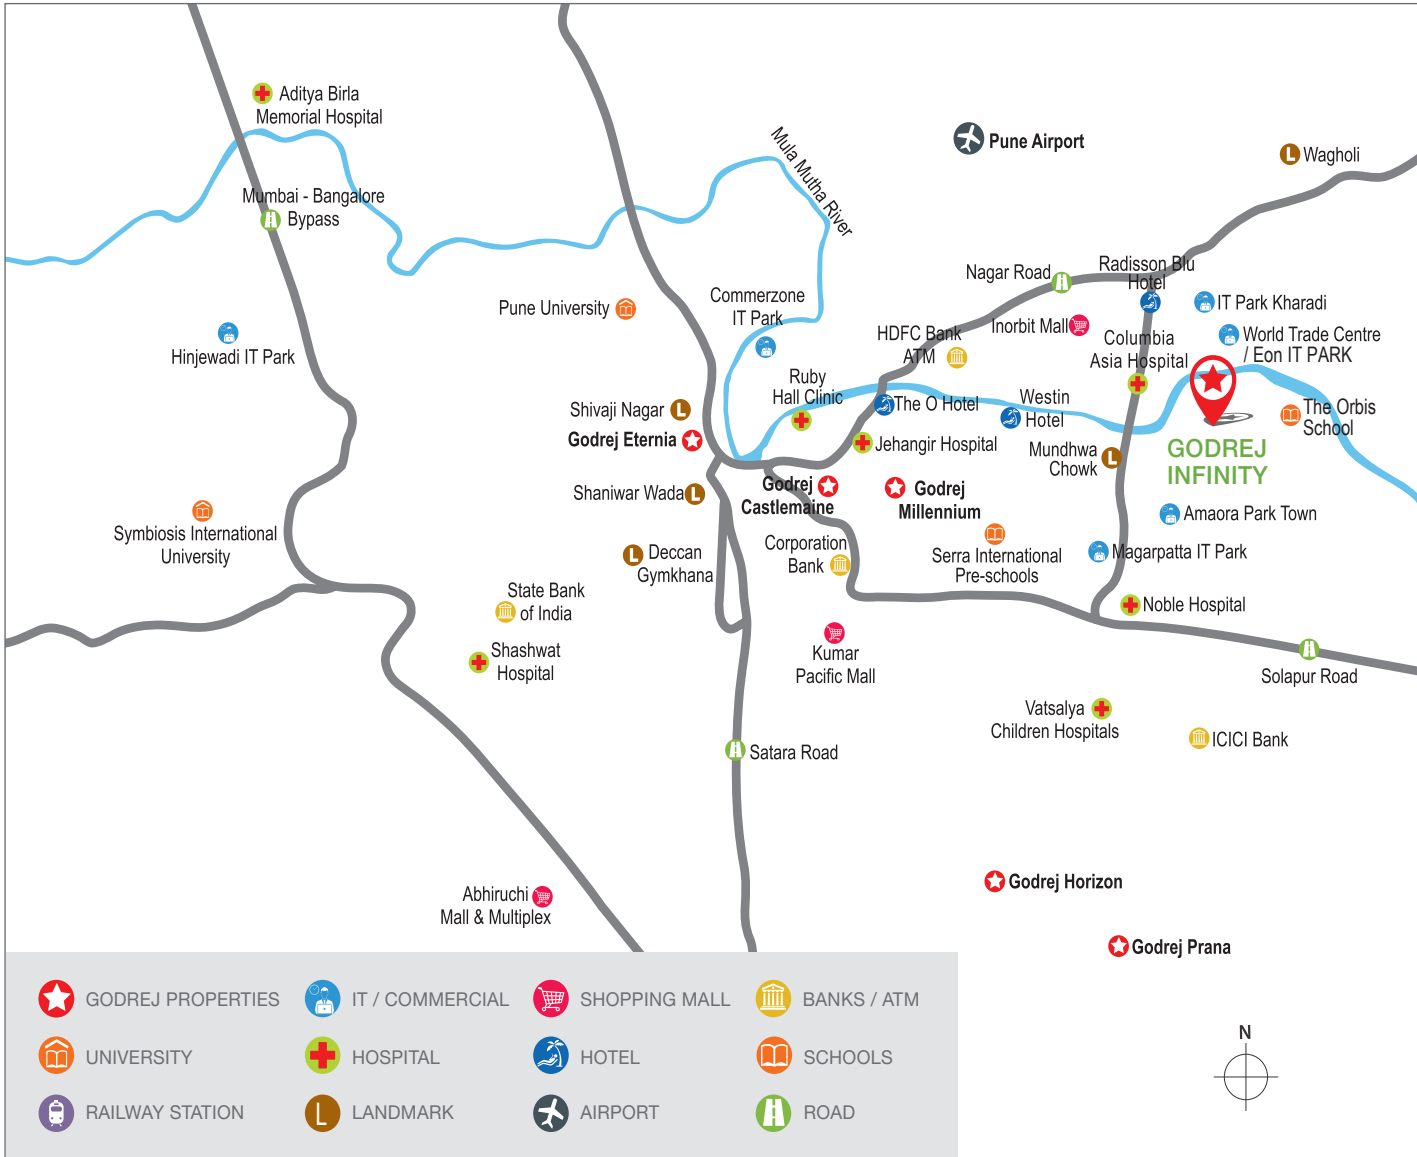 Aditya Birla
Memorial Hospital
Mula Mutha River
Pune Airport
Wagholi
Mumbai - Bangalore
Bypass
Nagar Road
Radisson Blu
Hotel
Pune University
Commerzone
IT Park
IT Park Kharadi
Inorbit Mall
HDFC Bank
ATM
Columbia
Asia Hospital
World Trade Centre
/ Eon IT PARK
Hinjewadi IT Park
Ruby
Hall Clinic
The O Hotel
Westin
Hotel
The Orbis
School
Shivaji Nagar
Godrej Eternia
Jehangir Hospital
Mundhwa
Chowk
GODREJ
INFINITY
Shaniwar Wada
L
L
L
L
L
Godrej
Castlemaine
Godrej
Millennium
Amaora Park Town
Symbiosis International
University
Deccan
Gymkhana
Corporation
Bank
Serra International
Pre-schools
Magarpatta IT Park
State Bank
of India
Noble Hospital
Shashwat
Hospital
Kumar
Pacific Mall
Solapur Road
Vatsalya
Children Hospitals
ICICI Bank
Satara Road
Abhiruchi
Mall & Multiplex
Godrej Horizon
Godrej Prana
GODREJ PROPERTIES
IT / COMMERCIAL
SHOPPING MALL
BANKS / ATM
UNIVERSITY
HOSPITAL
HOTEL
SCHOOLS
RAILWAY STATION
L
LANDMARK
AIRPORT
ROAD
N